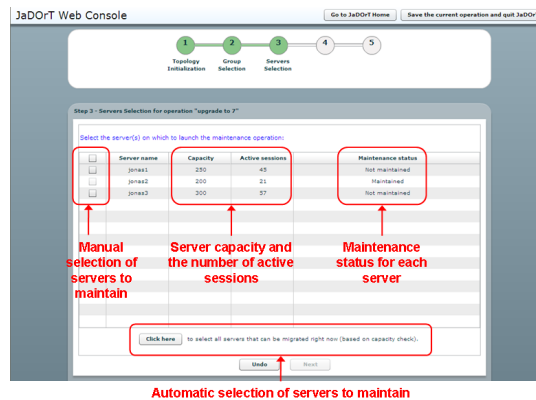 JaDOrT Web Console
Go to JaDOrT Home
Save the current operation and quit JaDOr
1 2 3 4 5
Topology Initialization
Group Selection
Servers Selection
Step 3 - Servers Selection for operation "upgrade to 7"
Select the server(s) on which to launch the maintenance operation:
Server name Capacity Active sessions Maintenance status
jonas1 250 45 Not maintained
jonas2 200 21 Maintained
jonas3 300 57 Not maintained
Manual
selection of
servers to
maintain
Server capacity and
the number of active
sessions
Maintenance
status for each
server
Click here to select all servers that can be migrated right now (based on capacity check).
Undo Next
Automatic selection of servers to maintain